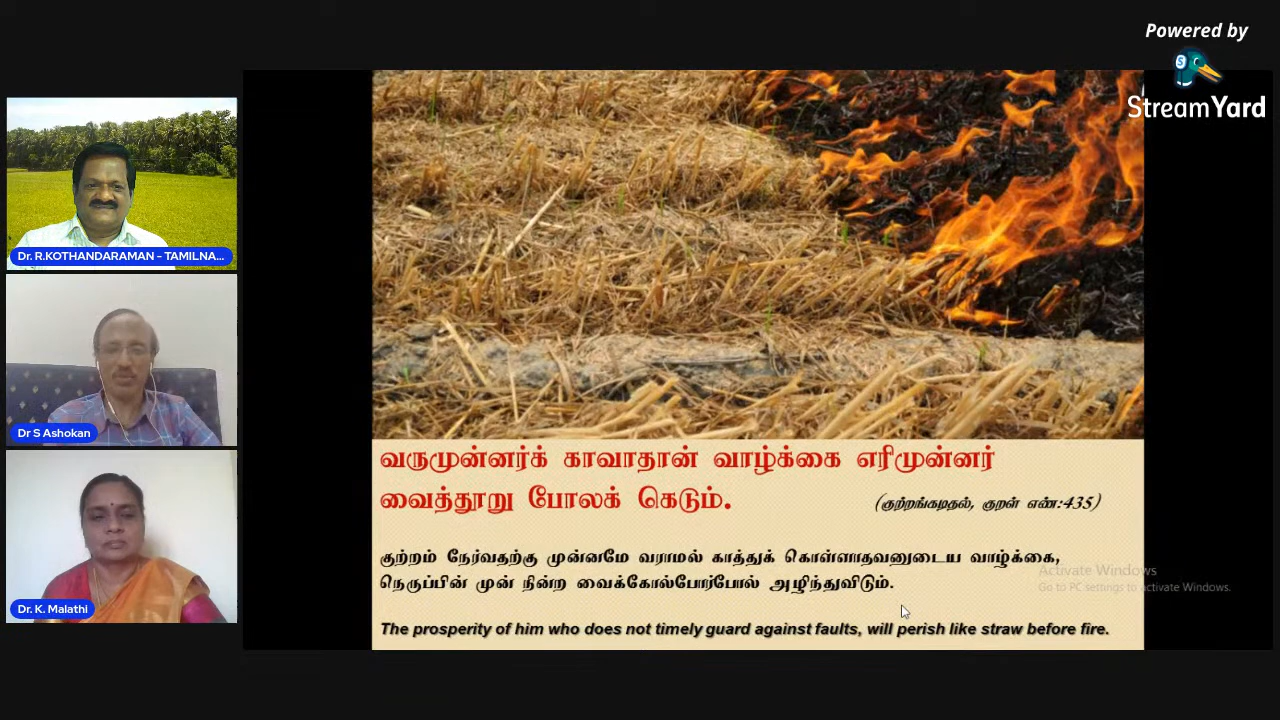 Powered by
StreamYard
Dr. R.KOTHANDARAMAN - TAMILNA...
Dr S Ashokan
Dr. K. Malathi
வருமுன்னர்க் காவாதான் வாழ்க்கை எரிமுன்னர்
வைத்தூறு போலக் கெடும்.
(குற்றங்கடிதல், குறள் எண்:435)
குற்றம் நேர்வதற்கு முன்னமே வராமல் காத்துக் கொள்ளாதவனுடைய வாழ்க்கை,
நெருப்பின் முன் நின்ற வைக்கோல்போர்போல் அழிந்துவிடும்.
The prosperity of him who does not timely guard against faults, will perish like straw before fire.
Activate Windows
Go to PC settings to activate Windows.